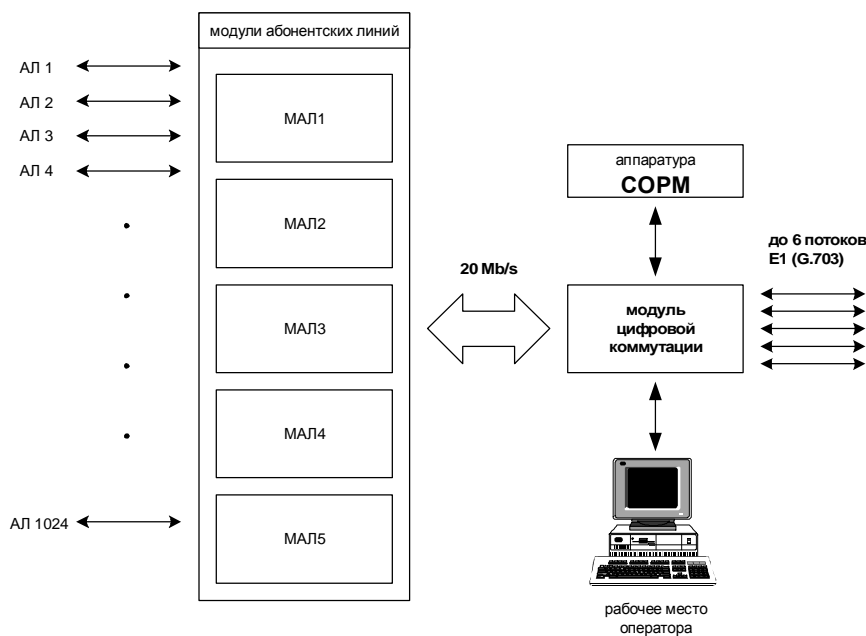 модули абонентских линий
АЛ 1
АЛ 2
АЛ 3
АЛ 4
АЛ 1024
МАЛ1
МАЛ2
МАЛ3
МАЛ4
МАЛ5
20 Mb/s
аппаратура
СОРМ
модуль
цифровой
коммутации
до 6 потоков
E1 (G.703)
рабочее место
оператора